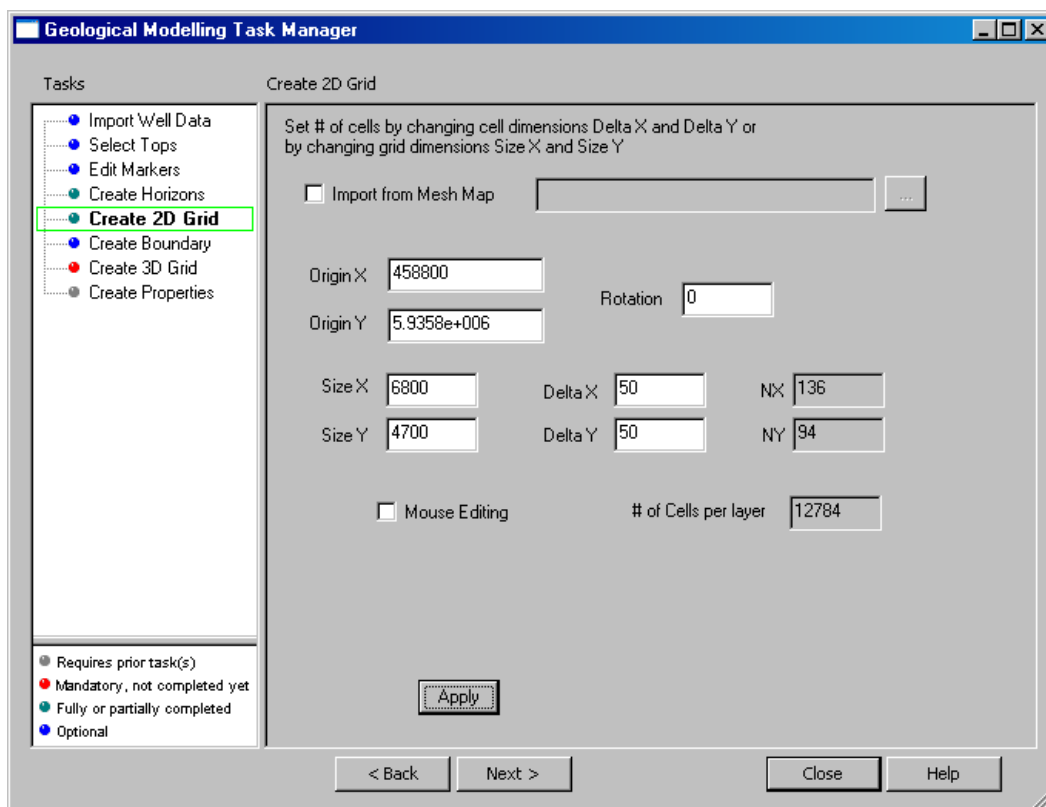 Geological Modelling Task Manager
Tasks
Import Well Data
Select Tops
Edit Markers
Create Horizons
Create 2D Grid
Create Boundary
Create 3D Grid
Create Properties
Requires prior task(s)
Mandatory, not completed yet
Fully or partially completed
Optional
Create 2D Grid
Set # of cells by changing cell dimensions Delta X and Delta Y or
by changing grid dimensions Size X and Size Y
Import from Mesh Map ...
Origin X 458800
Rotation 0
Origin Y 5.9358e+006
Size X 6800 Delta X 50 NX 136
Size Y 4700 Delta Y 50 NY 94
Mouse Editing # of Cells per layer 12784
Apply
< Back Next > Close Help